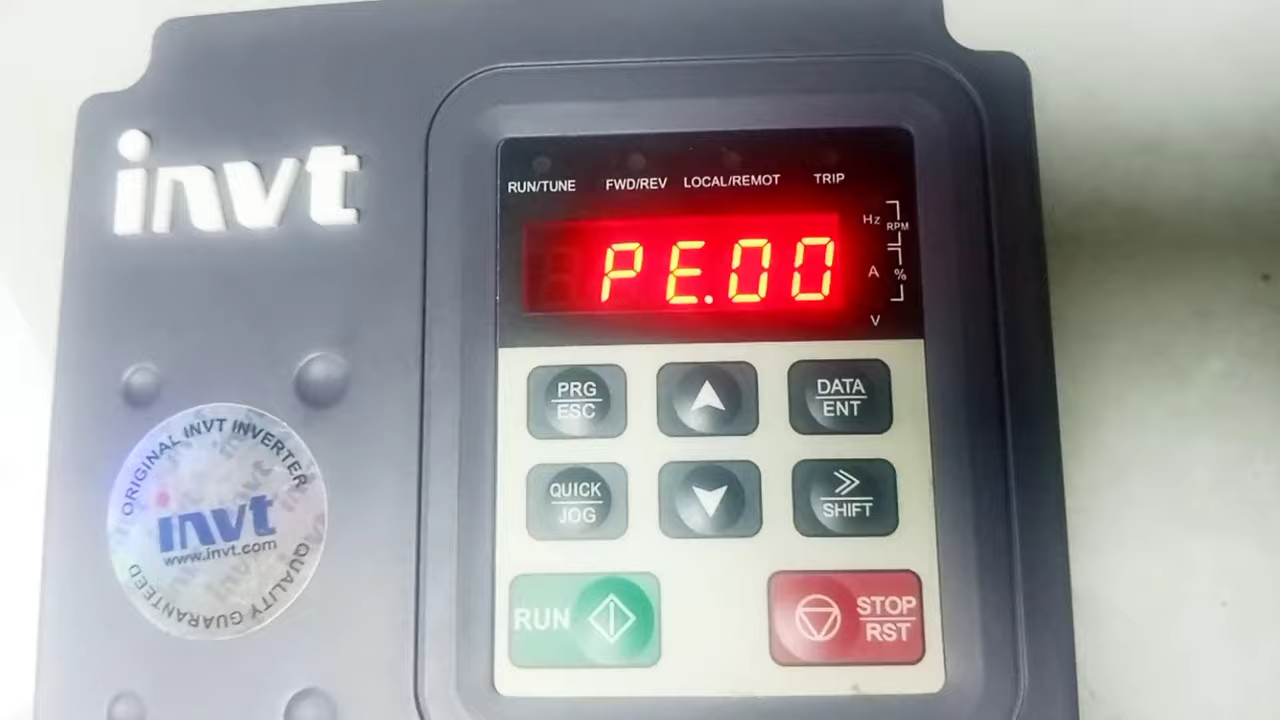 invt
RUN/TUNE FWD/REV LOCAL/REMOT TRIP
Hz
RPM
A
%
V
PE.00
PRG
ESC
DATA
ENT
QUICK
JOG
SHIFT
RUN
STOP
RST
ORIGINAL INVT INVERTER
invt
www.invt.com
QUALITY GUARANTEED